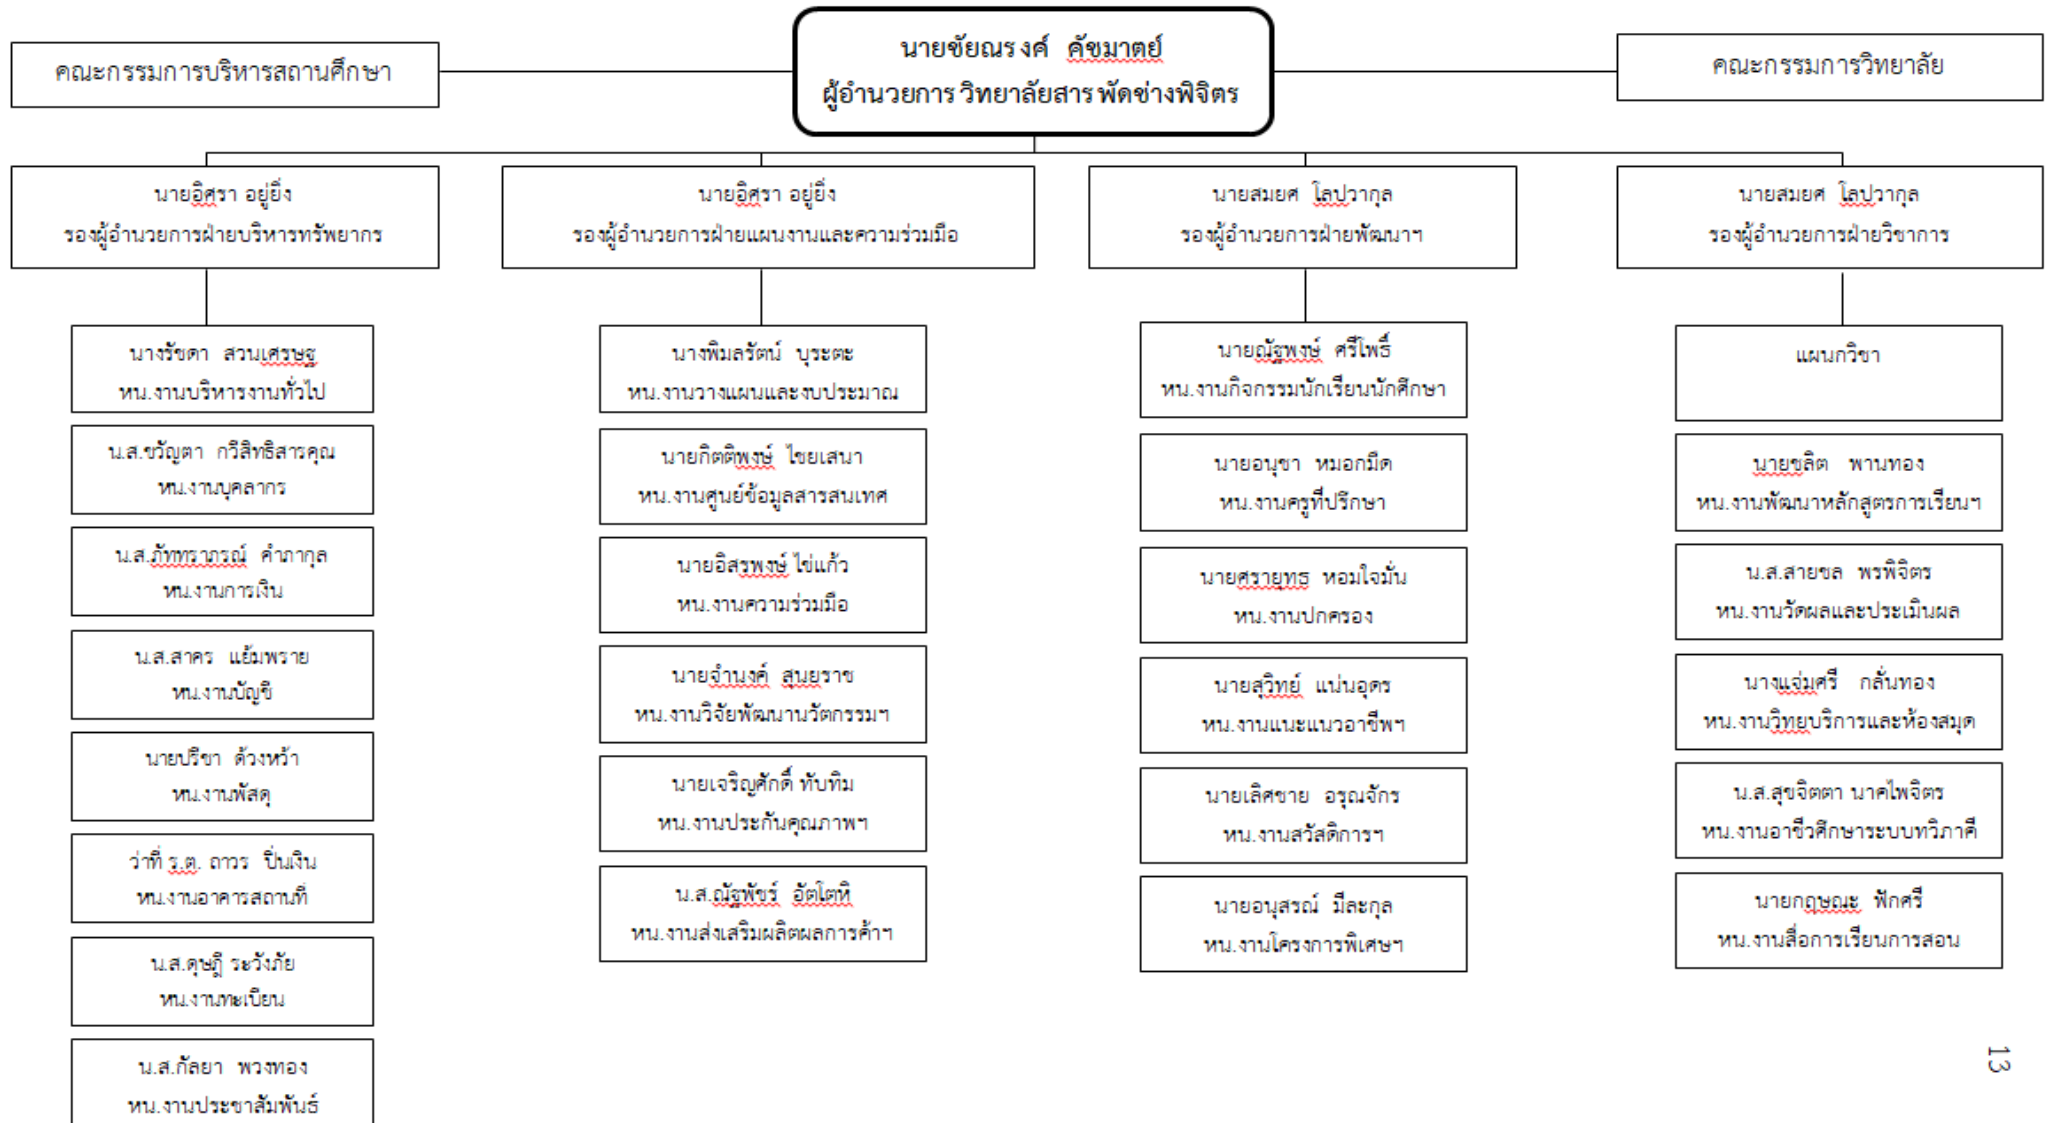 นายชัยณรงค์ คัชมาตย์
ผู้อำนวยการ วิทยาลัยสารพัดช่างพิจิตร
คณะกรรมการบริหารสถานศึกษา
คณะกรรมการวิทยาลัย
นายอิศรา อยู่ยิ่ง
รองผู้อำนวยการฝ่ายบริหารทรัพยากร
นายอิศรา อยู่ยิ่ง
รองผู้อำนวยการฝ่ายแผนงานและความร่วมมือ
นายสมยศ โลปวากุล
รองผู้อำนวยการฝ่ายพัฒนาฯ
นายสมยศ โลปวากุล
รองผู้อำนวยการฝ่ายวิชาการ
นางรัชดา สวนเศรษฐ
หน.งานบริหารงานทั่วไป
น.ส.ขวัญตา กวีสิทธิสารคุณ
หน.งานบุคลากร
น.ส.ภัททราภรณ์ คำภากุล
หน.งานการเงิน
น.ส.สาคร แย้มพราย
หน.งานบัญชี
นายปรีชา ด้วงหว้า
หน.งานพัสดุ
ว่าที่ ร.ต. ถาวร ปิ่นเงิน
หน.งานอาคารสถานที่
น.ส.ดุษฎี ระวังภัย
หน.งานทะเบียน
น.ส.กัลยา พวงทอง
หน.งานประชาสัมพันธ์
นางพิมลรัตน์ บุระตะ
หน.งานวางแผนและงบประมาณ
นายกิตติพงษ์ ไชยเสนา
หน.งานศูนย์ข้อมูลสารสนเทศ
นายอิสรพงษ์ ไข่แก้ว
หน.งานความร่วมมือ
นายจำนงค์ สุนยราช
หน.งานวิจัยพัฒนานวัตกรรมฯ
นายเจริญศักดิ์ ทับทิม
หน.งานประกันคุณภาพฯ
น.ส.ณัฐพัชร์ อัตโตหิ
หน.งานส่งเสริมผลิตผลการค้าฯ
นายณัฐพงษ์ ศรีโพธิ์
หน.งานกิจกรรมนักเรียนนักศึกษา
นายอนุชา หมอกมืด
หน.งานครูที่ปรึกษา
นายศรายุทธ หอมใจมั่น
หน.งานปกครอง
นายสุวิทย์ แน่นอุดร
หน.งานแนะแนวอาชีพฯ
นายเลิศชาย อรุณจักร
หน.งานสวัสดิการฯ
นายอนุสรณ์ มีละกุล
หน.งานโครงการพิเศษฯ
แผนกวิชา
นายชลิต พานทอง
หน.งานพัฒนาหลักสูตรการเรียนฯ
น.ส.สายชล พรพิจิตร
หน.งานวัดผลและประเมินผล
นางแจ่มศรี กลั่นทอง
หน.งานวิทยบริการและห้องสมุด
น.ส.สุขจิตตา นาคไพจิตร
หน.งานอาชีวศึกษาระบบทวิภาคี
นายกฤษณะ ฟักศรี
หน.งานสื่อการเรียนการสอน
13